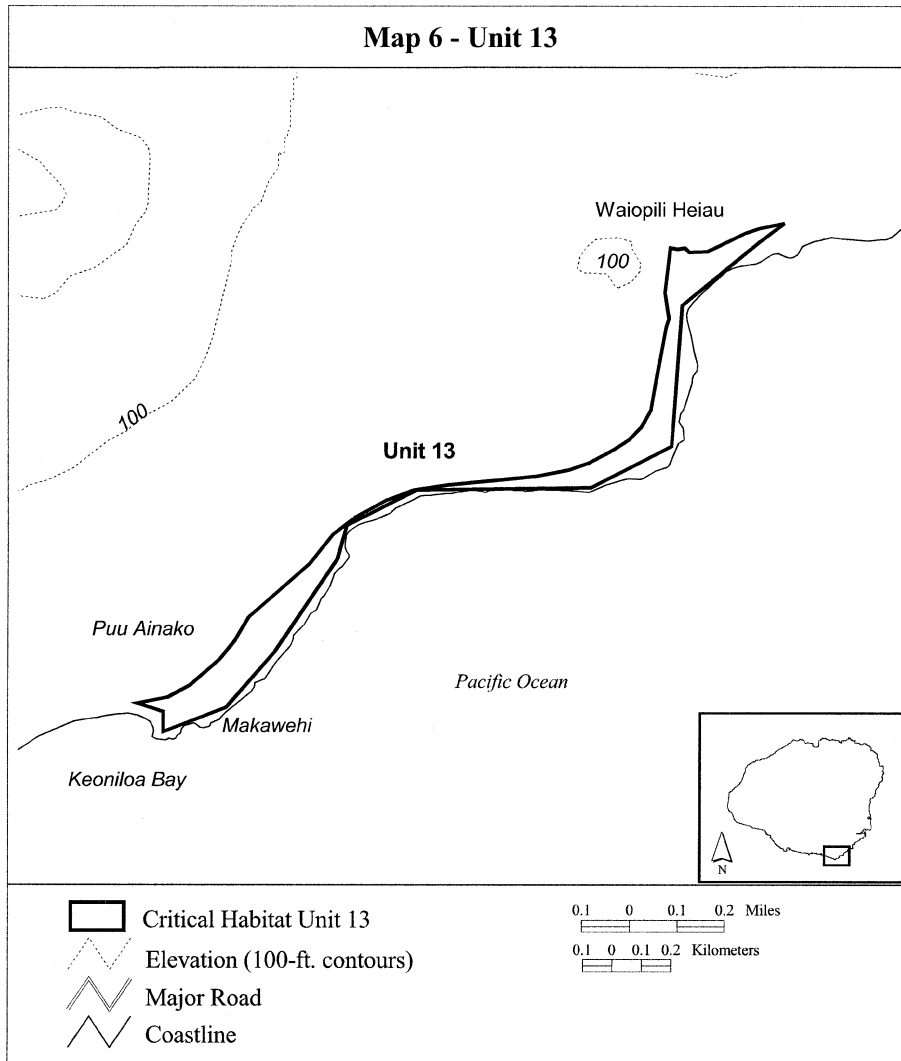 Map 6 - Unit 13
Waiopili Heiau
100
100
Unit 13
Puu Ainako
Pacific Ocean
Makawehi
Keoniloa Bay
N
Critical Habitat Unit 13
Elevation (100-ft. contours)
Major Road
Coastline
0.1 0 0.1 0.2 Miles
0.1 0 0.1 0.2 Kilometers